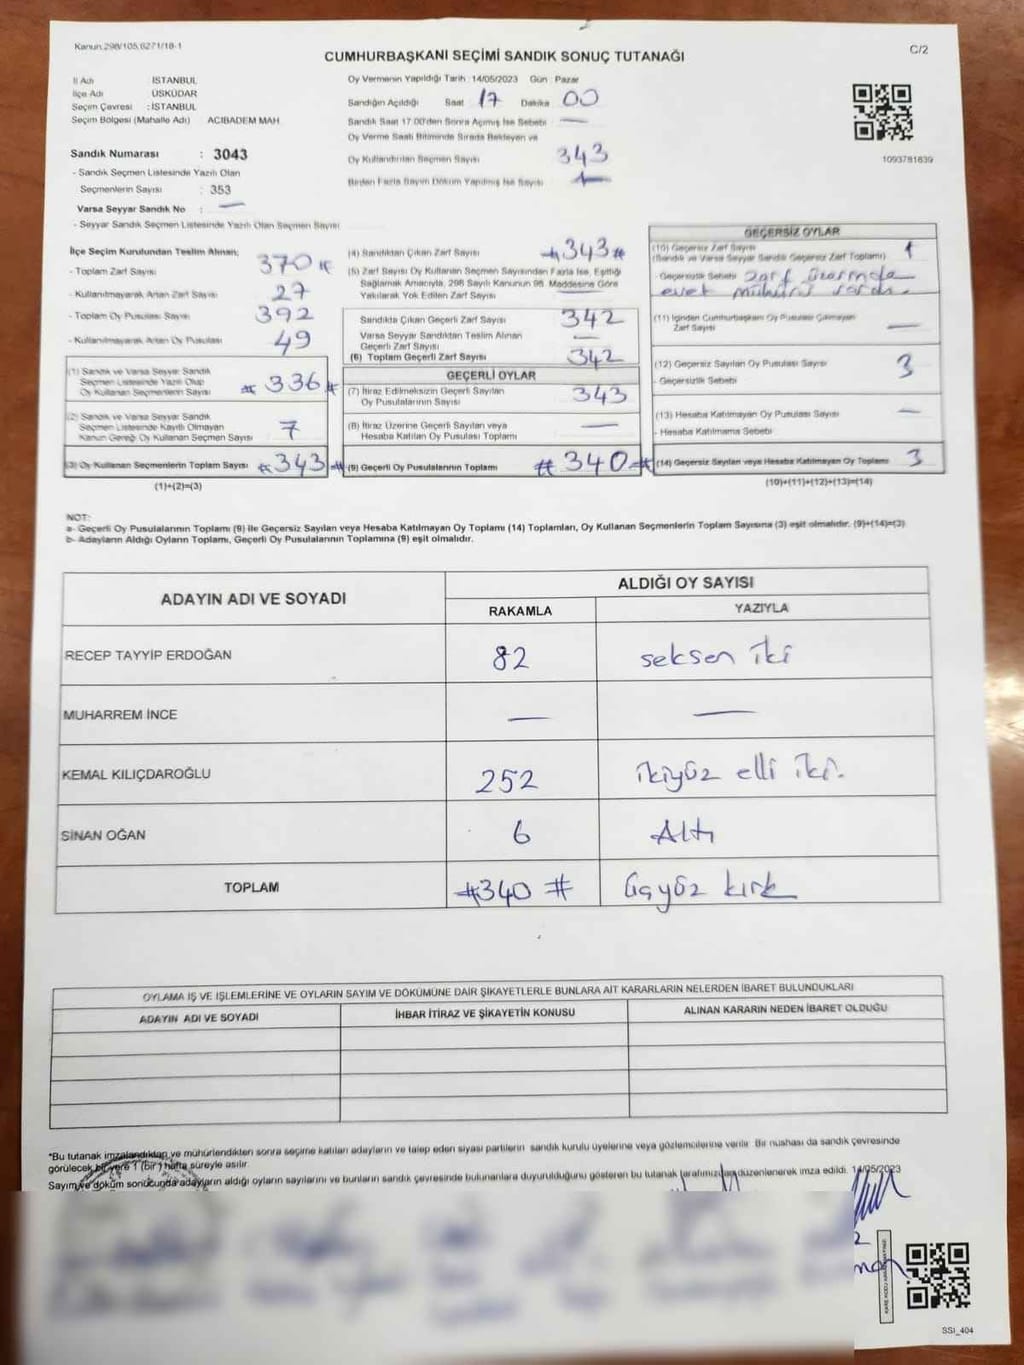 Kanun.298/105,6271/18-1
C/2
CUMHURBAŞKANI SEÇİMİ SANDIK SONUÇ TUTANAĞI
İl Adı İSTANBUL
İlçe Adı ÜSKÜDAR
Seçim Çevresi : İSTANBUL
Seçim Bölgesi (Mahalle Adı) ACIBADEM MAH
Sandık Numarası : 3043
- Sandık Seçmen Listesinde Yazılı Olan
Seçmenlerin Sayısı : 353
Varsa Seyyar Sandık No : —
- Seyyar Sandık Seçmen Listesinde Yazılı Olan Seçmen Sayısı
Oy Vermenin Yapıldığı Tarih : 14/05/2023 Gün : Pazar
Sandığın Açıldığı Saat 17 Dakika 00
Sandık Saat 17.00'den Sonra Açılmış İse Sebebi —
Oy Verme Saati Bitiminde Sırada Bekleyen ve
Oy Kullandırılan Seçmen Sayısı 343
Birden Fazla Sayım Döküm Yapılmış İse Sayısı
1093781639
İlçe Seçim Kurulundan Teslim Alınan;
- Toplam Zarf Sayısı 370
- Kullanılmayarak Artan Zarf Sayısı 27
- Toplam Oy Pusulası Sayısı 392
- Kullanılmayarak Artan Oy Pusulası 49
(1) Sandık ve Varsa Seyyar Sandık
Seçmen Listesinde Yazılı Olup
Oy Kullanan Seçmenlerin Sayısı # 336 #
(2) Sandık ve Varsa Seyyar Sandık
Seçmen Listesinde Kayıtlı Olmayan
Kanun Gereği Oy Kullanan Seçmen Sayısı 7
(3) Oy Kullanan Seçmenlerin Toplam Sayısı # 343 #
(1)+(2)=(3)
(4) Sandıktan Çıkan Zarf Sayısı # 343 #
(5) Zarf Sayısı Oy Kullanan Seçmen Sayısından Fazla İse, Eşitliği
Sağlamak Amacıyla, 298 Sayılı Kanunun 98. Maddesine Göre
Yakılarak Yok Edilen Zarf Sayısı —
Sandıkta Çıkan Geçerli Zarf Sayısı 342
Varsa Seyyar Sandıktan Teslim Alınan
Geçerli Zarf Sayısı —
(6) Toplam Geçerli Zarf Sayısı 342
GEÇERLİ OYLAR
(7) İtiraz Edilmeksizin Geçerli Sayılan
Oy Pusulalarının Sayısı 343
(8) İtiraz Üzerine Geçerli Sayılan veya
Hesaba Katılan Oy Pusulası Toplamı —
(9) Geçerli Oy Pusulalarının Toplamı # 340 #
GEÇERSİZ OYLAR
(10) Geçersiz Zarf Sayısı 1
(Sandık ve Varsa Seyyar Sandık Geçersiz Zarf Toplamı)
- Geçersizlik Sebebi zarf üzerinde
evet mühürü vardı.
(11) İçinden Cumhurbaşkanı Oy Pusulası Çıkmayan
Zarf Sayısı —
(12) Geçersiz Sayılan Oy Pusulası Sayısı 3
- Geçersizlik Sebebi
(13) Hesaba Katılmayan Oy Pusulası Sayısı —
- Hesaba Katılmama Sebebi
(14) Geçersiz Sayılan veya Hesaba Katılmayan Oy Toplamı 3
(10)+(11)+(12)+(13)=(14)
NOT:
a- Geçerli Oy Pusulalarının Toplamı (9) ile Geçersiz Sayılan veya Hesaba Katılmayan Oy Toplamı (14) Toplamları, Oy Kullanan Seçmenlerin Toplam Sayısına (3) eşit olmalıdır. (9)+(14)=(3)
b- Adayların Aldığı Oyların Toplamı, Geçerli Oy Pusulalarının Toplamına (9) eşit olmalıdır.
ADAYIN ADI VE SOYADI ALDIĞI OY SAYISI
RAKAMLA YAZIYLA
RECEP TAYYİP ERDOĞAN 82 seksen iki
MUHARREM İNCE — —
KEMAL KILIÇDAROĞLU 252 ikiyüz elli iki.
SİNAN OĞAN 6 Altı
TOPLAM #340 # üçyüz kırk
OYLAMA İŞ VE İŞLEMLERİNE VE OYLARIN SAYIM VE DÖKÜMÜNE DAİR ŞİKAYETLERLE BUNLARA AİT KARARLARIN NELERDEN İBARET BULUNDUKLARI
ADAYIN ADI VE SOYADI İHBAR İTİRAZ VE ŞİKAYETİN KONUSU ALINAN KARARIN NEDEN İBARET OLDUĞU
*Bu tutanak imzalandıktan ve mühürlendikten sonra seçime katılan adayların ve talep eden siyasi partilerin sandık kurulu üyelerine veya gözlemcilerine verilir. Bir nüshası da sandık çevresinde
görülecek bir yere 1 (bir) hafta süreyle asılır.
Sayım ve döküm sonucunda adayların aldığı oyların sayılarını ve bunların sandık çevresinde bulunanlara duyurulduğunu gösteren bu tutanak tarafımızdan düzenlenerek imza edildi. 14/05/2023
SSI_404